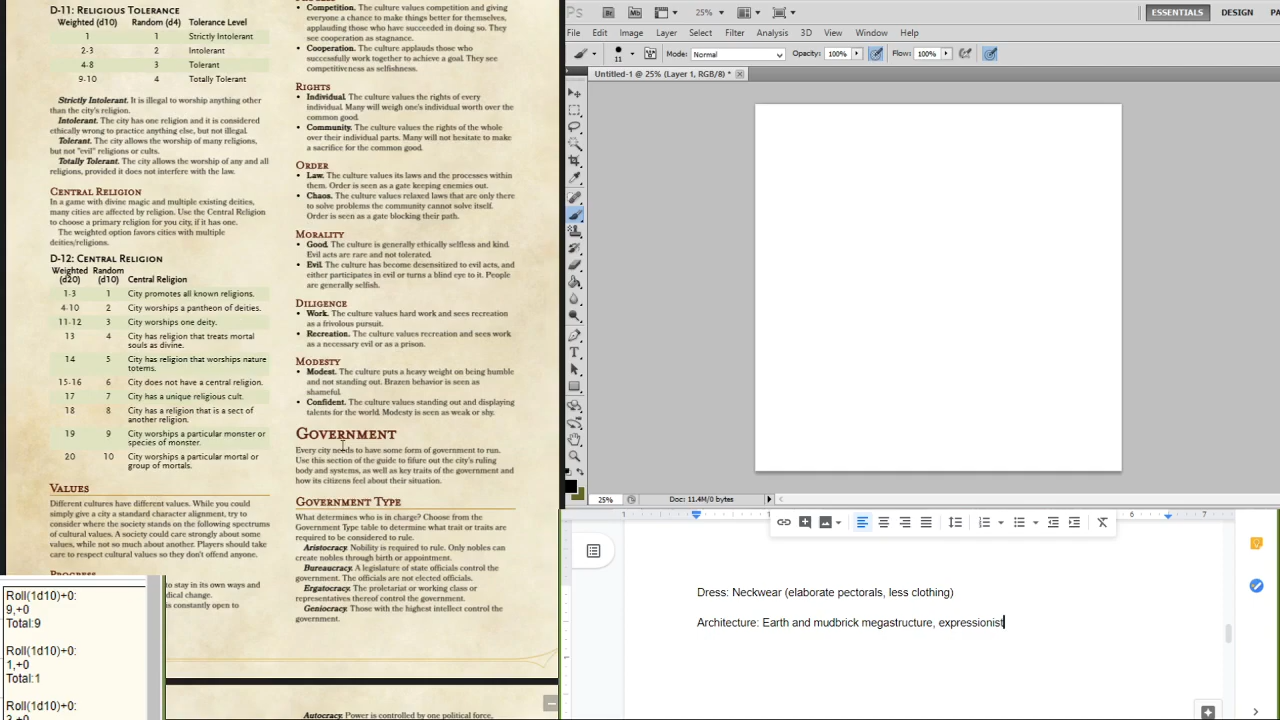 D-11: Religious Tolerance
Weighted (d10) Random (d4) Tolerance Level
1 1 Strictly Intolerant
2-3 2 Intolerant
4-8 3 Tolerant
9-10 4 Totally Tolerant
Strictly Intolerant. It is illegal to worship anything other
than the city's religion.
Intolerant. The city has one religion and it is considered
ethically wrong to practice anything else, but not illegal.
Tolerant. The city allows the worship of many religions,
but not "evil" religions or cults.
Totally Tolerant. The city allows the worship of any and all
religions, provided it does not interfere with the law.
Central Religion
In a game with divine magic and multiple existing deities,
many cities are affected by religion. Use the Central Religion
to choose a primary religion for you city, if it has one.
The weighted option favors cities with multiple
deities/religions.
D-12: Central Religion
Weighted Random
(d20) (d10) Central Religion
1-3 1 City promotes all known religions.
4-10 2 City worships a pantheon of deities.
11-12 3 City worships one deity.
13 4 City has religion that treats mortal
souls as divine.
14 5 City has religion that worships nature
totems.
15-16 6 City does not have a central religion.
17 7 City has a unique religious cult.
18 8 City has a religion that is a sect of
another religion.
19 9 City worships a particular monster or
species of monster.
20 10 City worships a particular mortal or
group of mortals.
Values
Different cultures have different values. While you could
simply give a city a standard character alignment, try to
consider where the society stands on the following spectrums
of cultural values. A society could care strongly about some
values, while not so much about another. Players should take
care to respect cultural values so they don't offend anyone.
Progress
to stay in its own ways and
dical change.
s constantly open to
• Competition. The culture values competition and giving
everyone a chance to make things better for themselves,
applauding those who have succeeded in doing so. They
see cooperation as stagnance.
• Cooperation. The culture applauds those who
successfully work together to achieve a goal. They see
competitiveness as selfishness.
Rights
• Individual. The culture values the rights of every
individual. Many will weigh one's individual worth over the
common good.
• Community. The culture values the rights of the whole
over their individual parts. Many will not hesitate to make
a sacrifice for the common good.
Order
• Law. The culture values its laws and the processes within
them. Order is seen as a gate keeping enemies out.
• Chaos. The culture values relaxed laws that are only there
to solve problems the community cannot solve itself.
Order is seen as a gate blocking their path.
Morality
• Good. The culture is generally ethically selfless and kind.
Evil acts are rare and not tolerated.
• Evil. The culture has become desensitized to evil acts, and
either participates in evil or turns a blind eye to it. People
are generally selfish.
Diligence
• Work. The culture values hard work and sees recreation
as a frivolous pursuit.
• Recreation. The culture values recreation and sees work
as a necessary evil or as a prison.
Modesty
• Modest. The culture puts a heavy weight on being humble
and not standing out. Brazen behavior is seen as
shameful.
• Confident. The culture values standing out and displaying
talents for the world. Modesty is seen as weak or shy.
Government
Every city needs to have some form of government to run.
Use this section of the guide to fifure out the city's ruling
body and systems, as well as key traits of the government and
how its citizens feel about their situation.
Government Type
What determines who is in charge? Choose from the
Government Type table to determine what trait or traits are
required to be considered to rule.
Aristocracy. Nobility is required to rule. Only nobles can
create nobles through birth or appointment.
Bureaucracy. A legislature of state officials control the
government. The officials are not elected officials.
Ergatocracy. The proletariat or working class or
representatives thereof control the government.
Geniocracy. Those with the highest intellect control the
government.
Autocracy. Power is controlled by one political force,
Roll(1d10)+0:
9,+0
Total:9
Roll(1d10)+0:
1,+0
Total:1
Roll(1d10)+0:
Ps Br Mb 25% ESSENTIALS DESIGN
File Edit Image Layer Select Filter Analysis 3D View Window Help
11 Mode: Normal Opacity: 100% Flow: 100%
Untitled-1 @ 25% (Layer 1, RGB/8) *
25% Doc: 11.4M/0 bytes
1 1 6 7
Dress: Neckwear (elaborate certain less clothing)
Architecture: Earth and mudbrick megastructure, expressionist